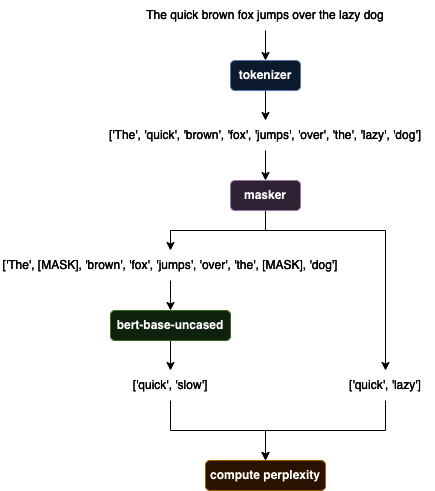 The quick brown fox jumps over the lazy dog
tokenizer
['The', 'quick', 'brown', 'fox', 'jumps', 'over', 'the', 'lazy', 'dog']
masker
['The', [MASK], 'brown', 'fox', 'jumps', 'over', 'the', [MASK], 'dog']
bert-base-uncased
['quick', 'slow']
['quick', 'lazy']
compute perplexity